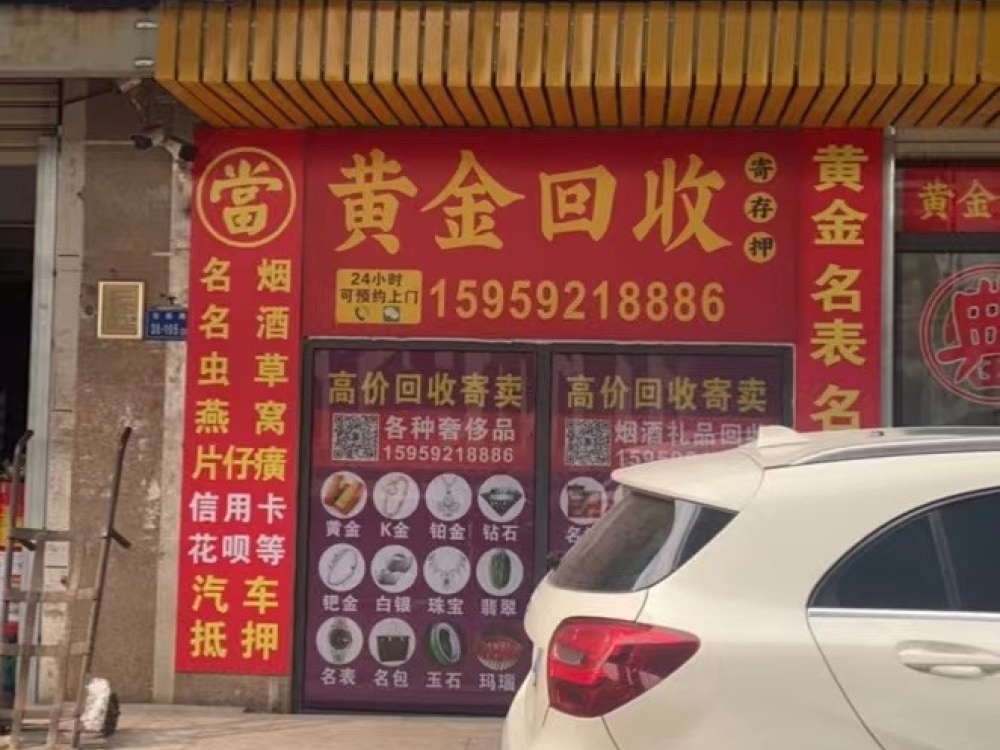 當
名烟
名酒
虫草
燕窝
片仔癀
信用卡
花呗等
汽车
抵押
黄金回收
寄存押
24小时
可预约上门
15959218886
高价回收寄卖
各种奢侈品
15959218886
黄金 K金 铂金 钻石
钯金 白银 珠宝 翡翠
名表 名包 玉石 玛瑙
高价回收寄卖
烟酒礼品回收
黄金名表名
黄金
典